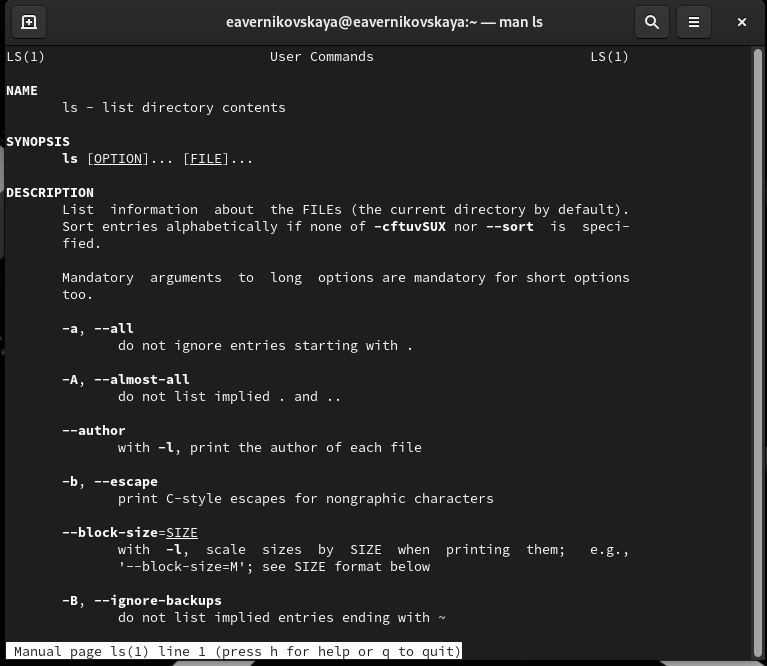 eavernikovskaya@eavernikovskaya:~ — man ls
LS(1)                            User Commands                           LS(1)
NAME
       ls - list directory contents
SYNOPSIS
       ls [OPTION]... [FILE]...
DESCRIPTION
       List  information  about  the FILEs (the current directory by default).
       Sort entries alphabetically if none of -cftuvSUX nor --sort  is  speci-
       fied.
       Mandatory  arguments  to  long  options are mandatory for short options
       too.
       -a, --all
              do not ignore entries starting with .
       -A, --almost-all
              do not list implied . and ..
       --author
              with -l, print the author of each file
       -b, --escape
              print C-style escapes for nongraphic characters
       --block-size=SIZE
              with  -l,  scale  sizes  by  SIZE  when  printing  them;   e.g.,
              '--block-size=M'; see SIZE format below
       -B, --ignore-backups
              do not list implied entries ending with ~
 Manual page ls(1) line 1 (press h for help or q to quit)